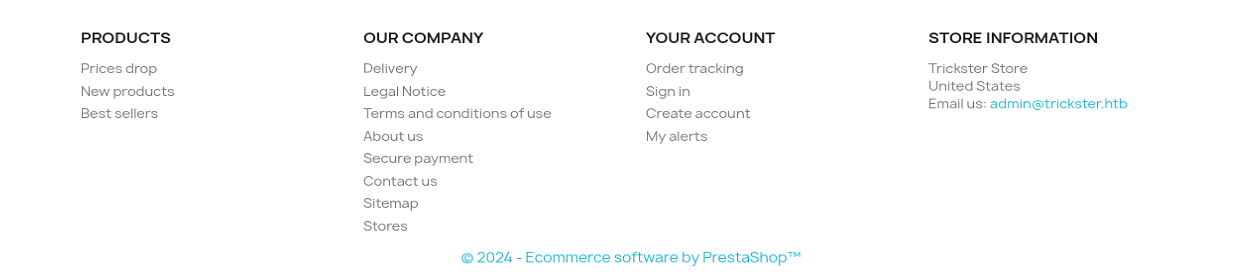 PRODUCTS
Prices drop
New products
Best sellers
OUR COMPANY
Delivery
Legal Notice
Terms and conditions of use
About us
Secure payment
Contact us
Sitemap
Stores
YOUR ACCOUNT
Order tracking
Sign in
Create account
My alerts
STORE INFORMATION
Trickster Store
United States
Email us: admin@trickster.htb
© 2024 - Ecommerce software by PrestaShop™